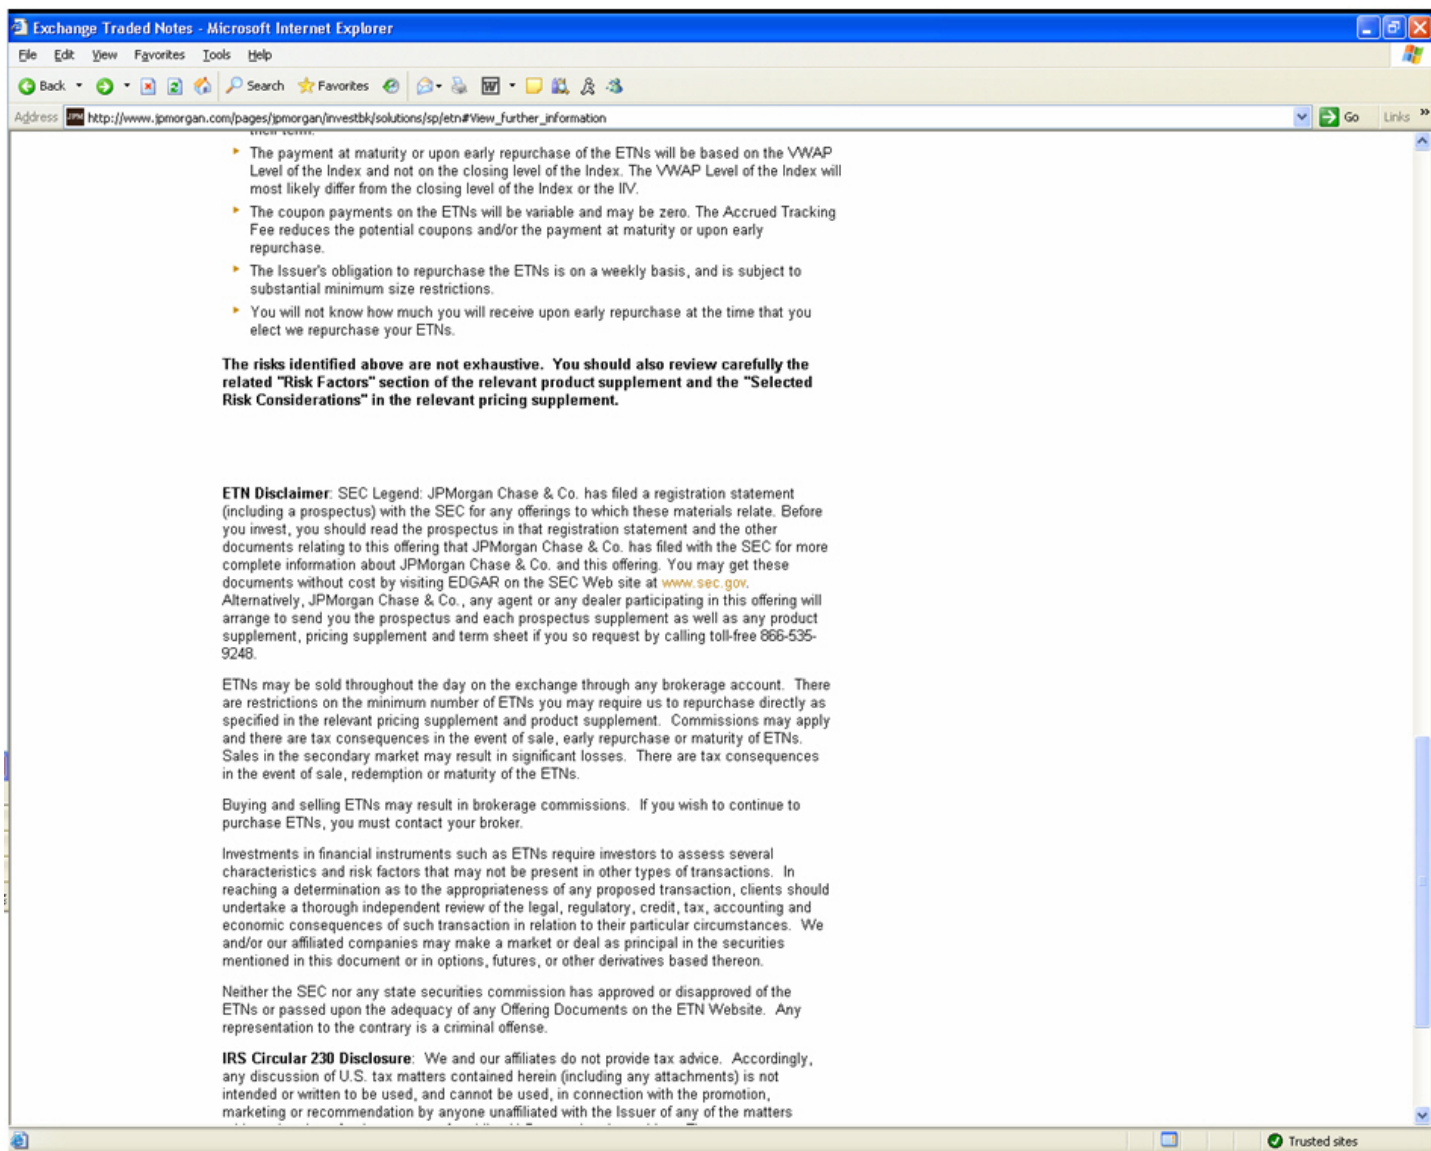 Exchange Traded Notes - Microsoft Internet Explorer
File Edit View Favorites Tools Help
Back Search Favorites
Address http://www.jpmorgan.com/pages/jpmorgan/investbk/solutions/sp/etn#View_further_information Go Links »
their term.
The payment at maturity or upon early repurchase of the ETNs will be based on the VWAP
Level of the Index and not on the closing level of the Index. The VWAP Level of the Index will
most likely differ from the closing level of the Index or the IIV.
The coupon payments on the ETNs will be variable and may be zero. The Accrued Tracking
Fee reduces the potential coupons and/or the payment at maturity or upon early
repurchase.
The Issuer's obligation to repurchase the ETNs is on a weekly basis, and is subject to
substantial minimum size restrictions.
You will not know how much you will receive upon early repurchase at the time that you
elect we repurchase your ETNs.
The risks identified above are not exhaustive.  You should also review carefully the
related "Risk Factors" section of the relevant product supplement and the "Selected
Risk Considerations" in the relevant pricing supplement.
ETN Disclaimer: SEC Legend: JPMorgan Chase & Co. has filed a registration statement
(including a prospectus) with the SEC for any offerings to which these materials relate. Before
you invest, you should read the prospectus in that registration statement and the other
documents relating to this offering that JPMorgan Chase & Co. has filed with the SEC for more
complete information about JPMorgan Chase & Co. and this offering. You may get these
documents without cost by visiting EDGAR on the SEC Web site at www.sec.gov.
Alternatively, JPMorgan Chase & Co., any agent or any dealer participating in this offering will
arrange to send you the prospectus and each prospectus supplement as well as any product
supplement, pricing supplement and term sheet if you so request by calling toll-free 866-535-
9248.
ETNs may be sold throughout the day on the exchange through any brokerage account.  There
are restrictions on the minimum number of ETNs you may require us to repurchase directly as
specified in the relevant pricing supplement and product supplement.  Commissions may apply
and there are tax consequences in the event of sale, early repurchase or maturity of ETNs.
Sales in the secondary market may result in significant losses.  There are tax consequences
in the event of sale, redemption or maturity of the ETNs.
Buying and selling ETNs may result in brokerage commissions.  If you wish to continue to
purchase ETNs, you must contact your broker.
Investments in financial instruments such as ETNs require investors to assess several
characteristics and risk factors that may not be present in other types of transactions.  In
reaching a determination as to the appropriateness of any proposed transaction, clients should
undertake a thorough independent review of the legal, regulatory, credit, tax, accounting and
economic consequences of such transaction in relation to their particular circumstances.  We
and/or our affiliated companies may make a market or deal as principal in the securities
mentioned in this document or in options, futures, or other derivatives based thereon.
Neither the SEC nor any state securities commission has approved or disapproved of the
ETNs or passed upon the adequacy of any Offering Documents on the ETN Website.  Any
representation to the contrary is a criminal offense.
IRS Circular 230 Disclosure:  We and our affiliates do not provide tax advice.  Accordingly,
any discussion of U.S. tax matters contained herein (including any attachments) is not
intended or written to be used, and cannot be used, in connection with the promotion,
marketing or recommendation by anyone unaffiliated with the Issuer of any of the matters
Trusted sites